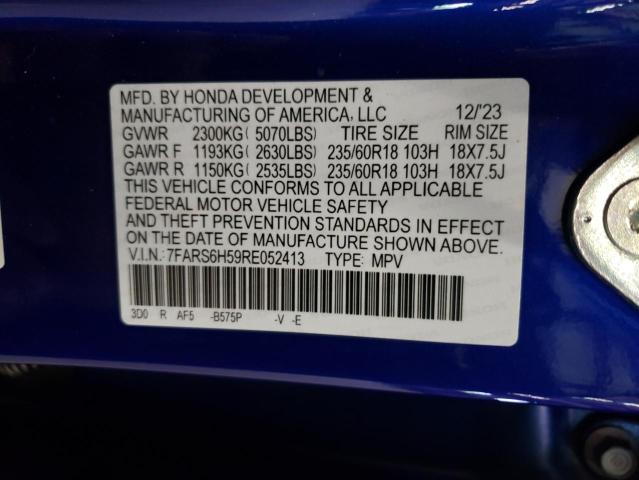 MFD. BY HONDA DEVELOPMENT &
MANUFACTURING OF AMERICA, LLC 12/'23
GVWR 2300KG ( 5070LBS) TIRE SIZE RIM SIZE
GAWR F 1193KG ( 2630LBS) 235/60R18 103H 18X7.5J
GAWR R 1150KG ( 2535LBS) 235/60R18 103H 18X7.5J
THIS VEHICLE CONFORMS TO ALL APPLICABLE
FEDERAL MOTOR VEHICLE SAFETY
AND THEFT PREVENTION STANDARDS IN EFFECT
ON THE DATE OF MANUFACTURE SHOWN ABOVE.
V.I.N.:7FARS6H59RE052413 TYPE: MPV
3D0 R AF5 -B575P -V -E